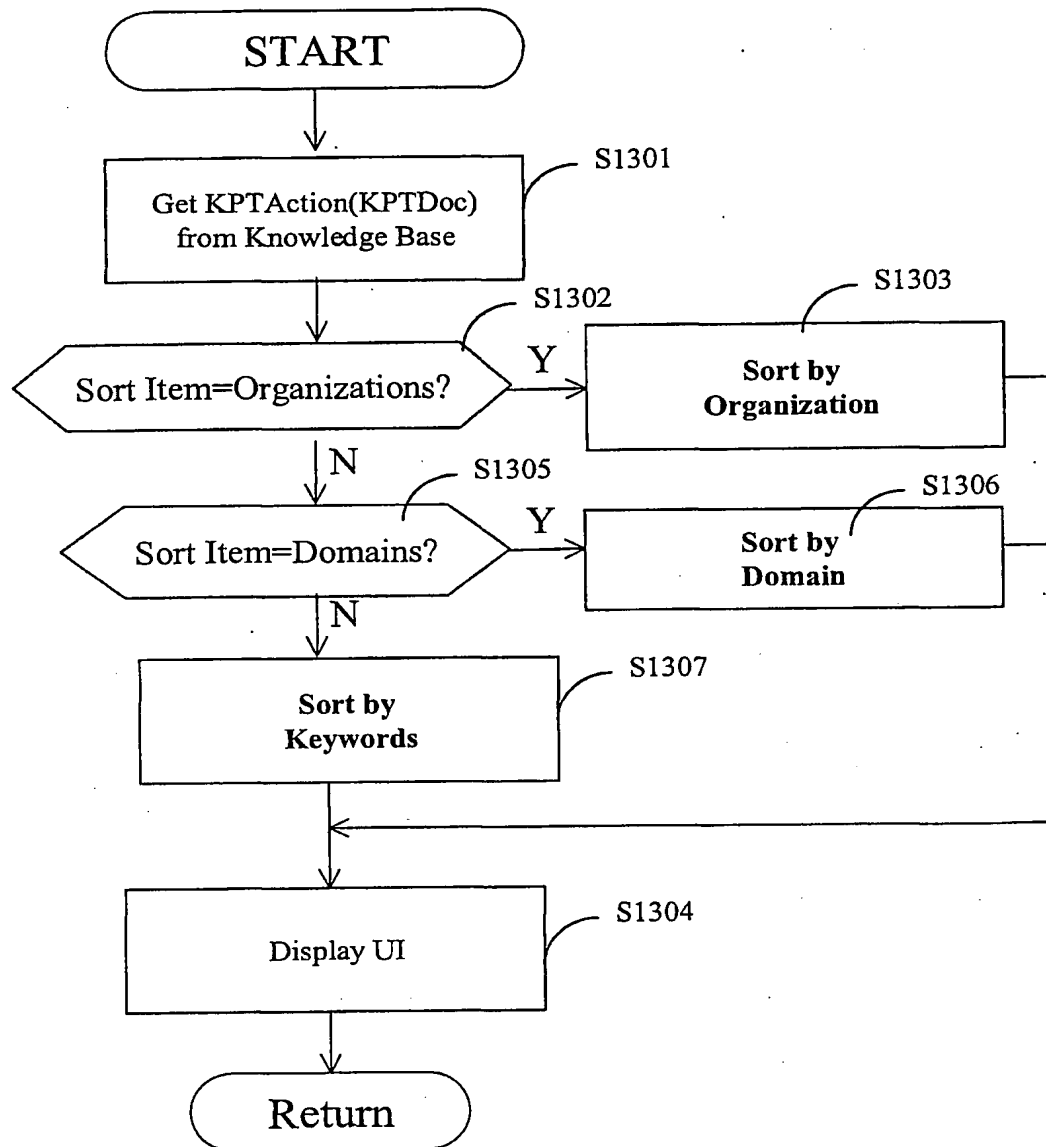 START
S1301
Get KPTAction(KPTDoc)
from Knowledge Base
S1302
S1303
Sort Item=Organizations?
Y
Sort by
Organization
N
S1305
S1306
Sort Item=Domains?
Y
Sort by
Domain
N
S1307
Sort by
Keywords
S1304
Display UI
Return